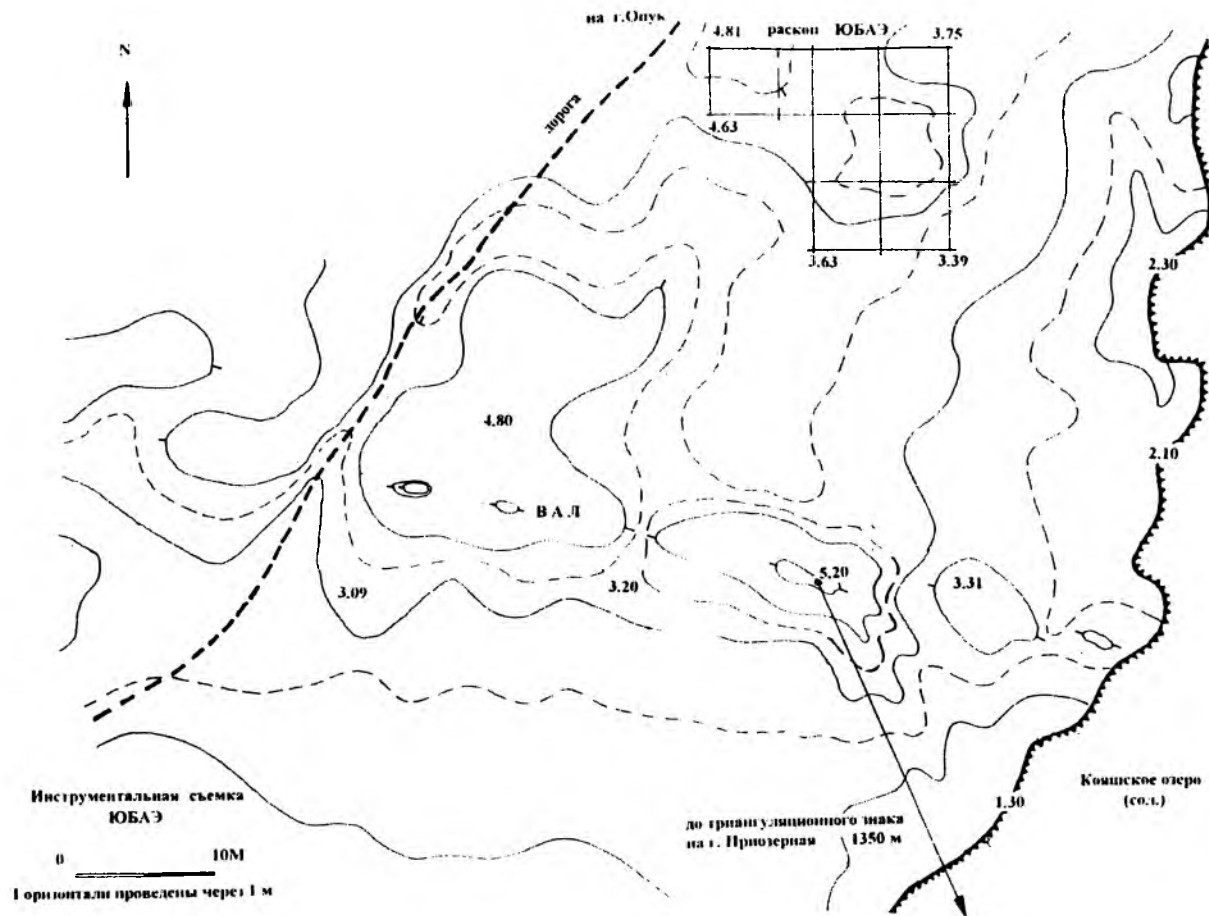 на г.Опук
4.81 раскоп ЮБАЭ 3.75
N
дорога
4.63
3.63 3.39
2.30
4.80
2.10
ВАЛ
5.20
3.09 3.20 3.31
Инструментальная съемка
ЮБАЭ
0 10М
Горизонтали проведены через 1 м
до триангуляционного знака
на г. Приозерная 1350 м
1.30
Кояшское озеро
(сол.)